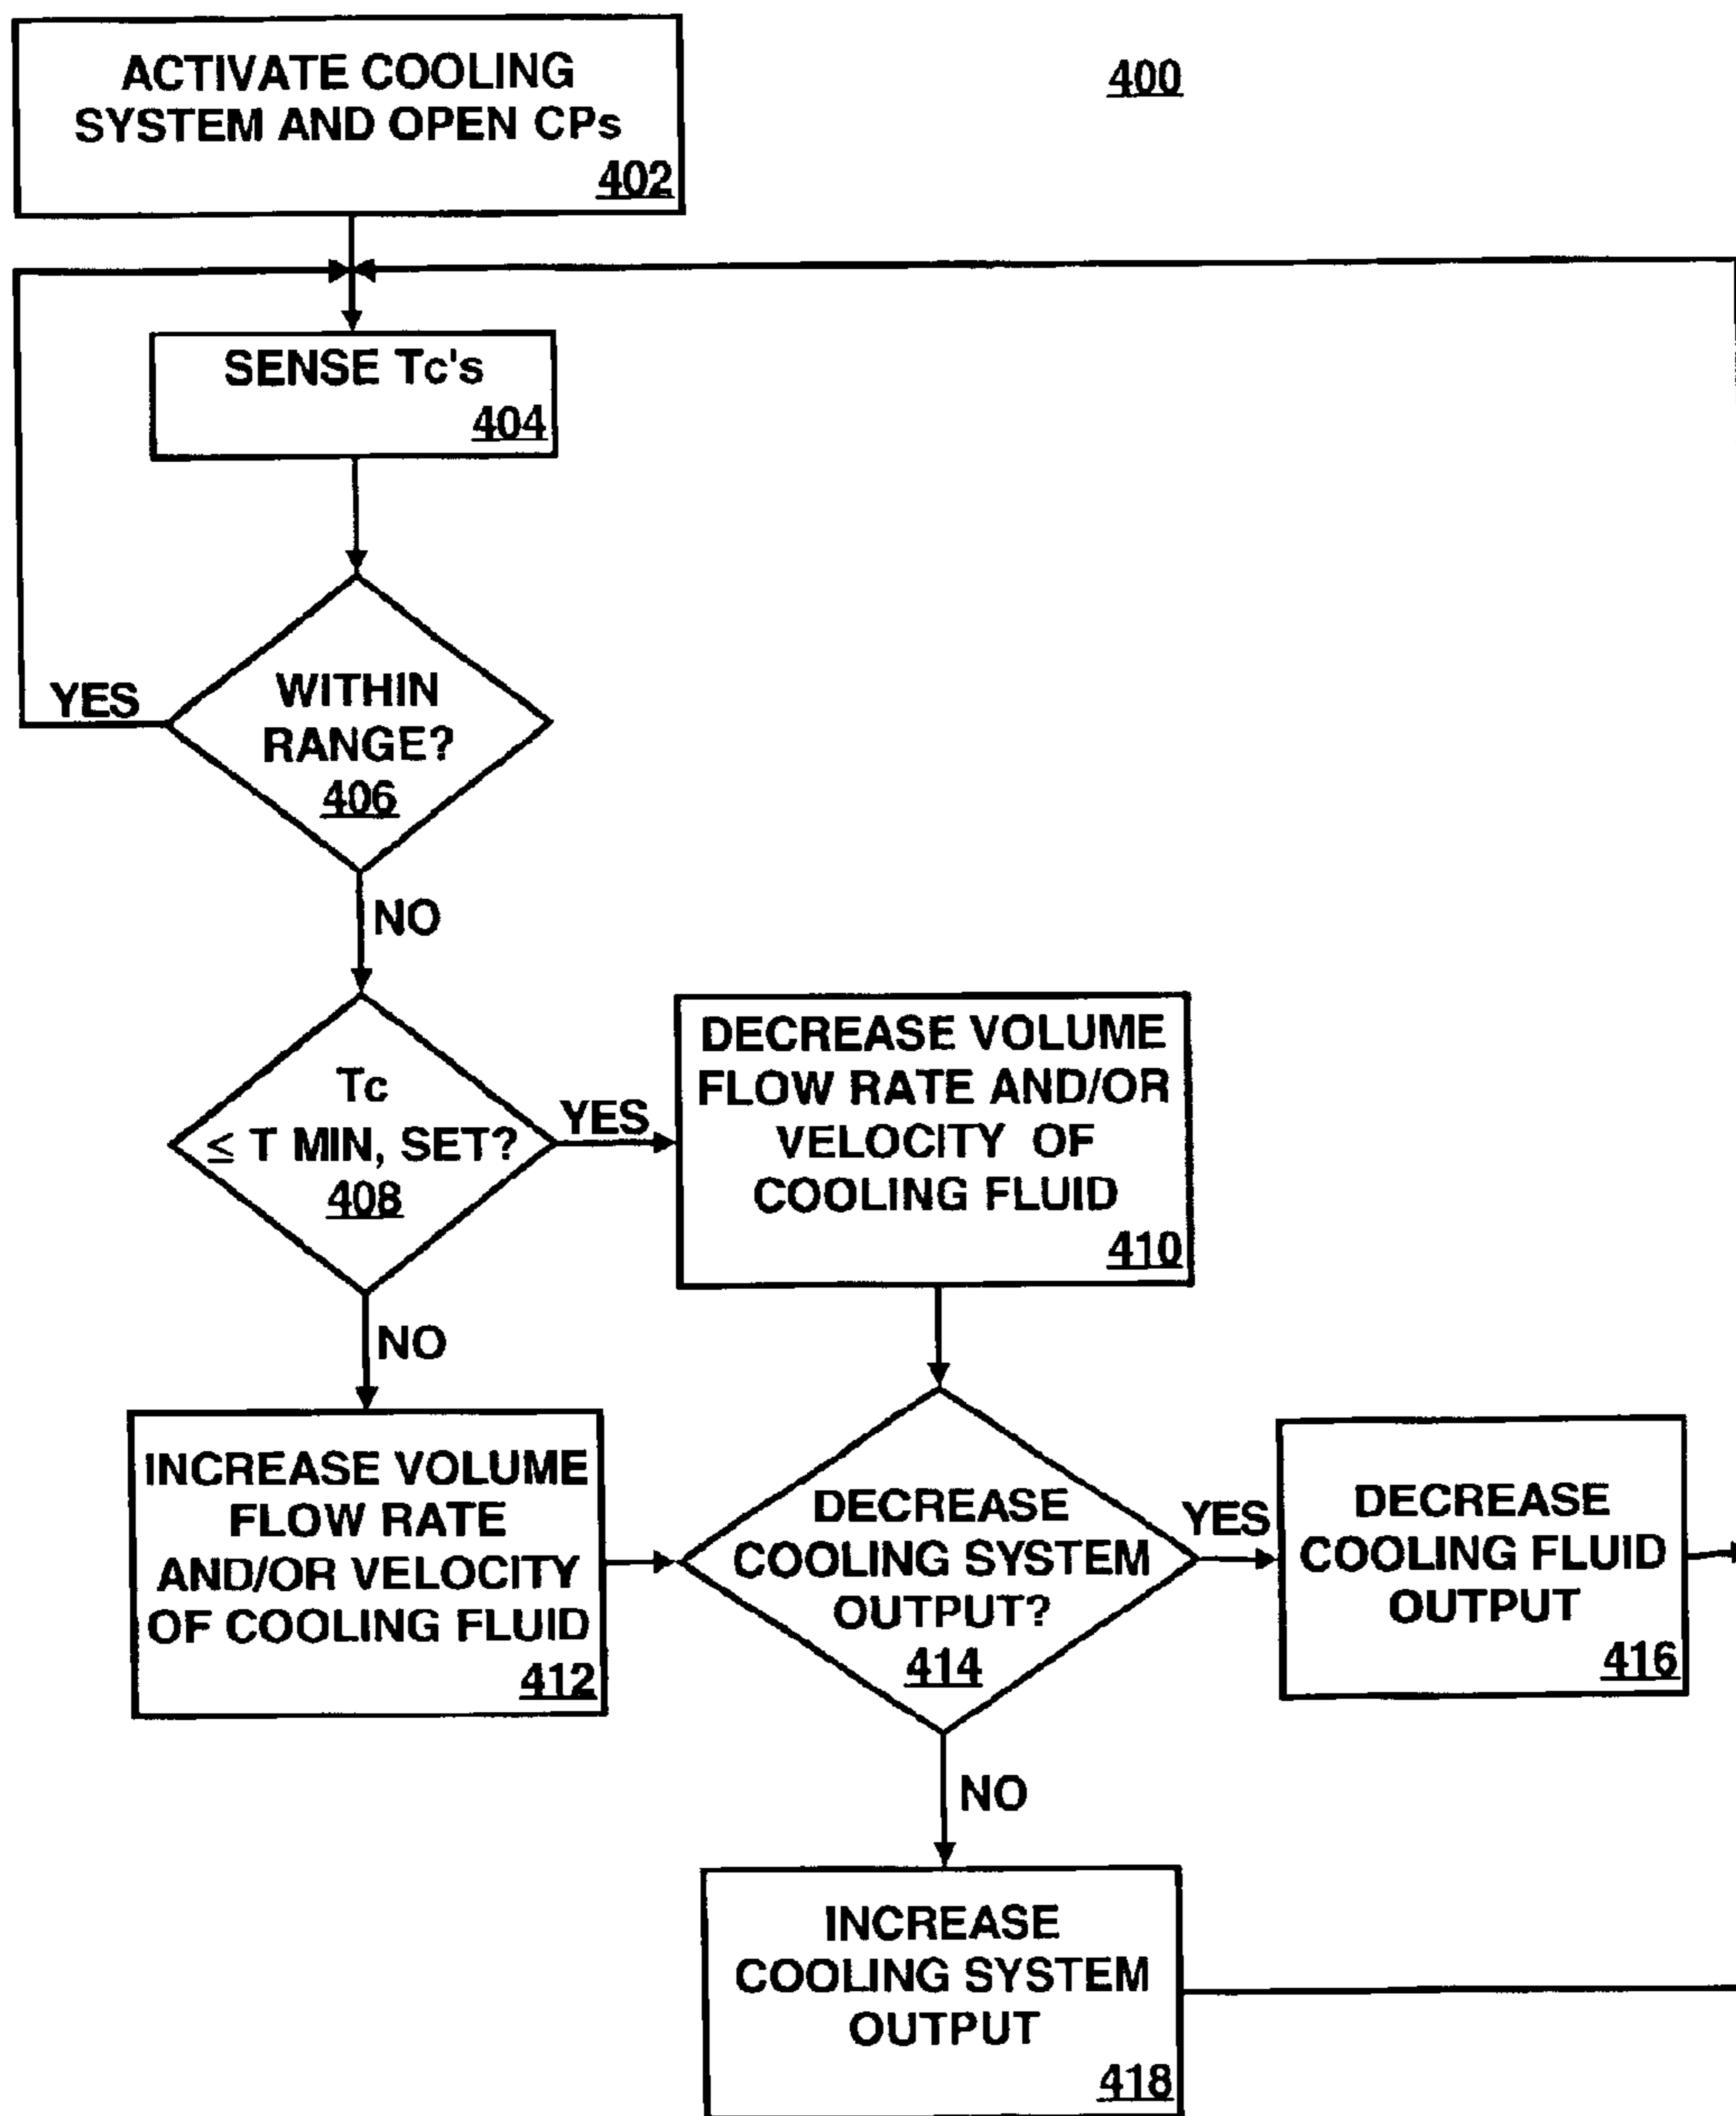 ACTIVATE COOLING
SYSTEM AND OPEN CPs
402
400
SENSE Tc's
404
YES
WITHIN
RANGE?
406
NO
Tc
≤ T MIN, SET?
408
YES
DECREASE VOLUME
FLOW RATE AND/OR
VELOCITY OF
COOLING FLUID
410
NO
INCREASE VOLUME
FLOW RATE
AND/OR VELOCITY
OF COOLING FLUID
412
DECREASE
COOLING SYSTEM
OUTPUT?
414
YES
DECREASE
COOLING FLUID
OUTPUT
416
NO
INCREASE
COOLING SYSTEM
OUTPUT
418